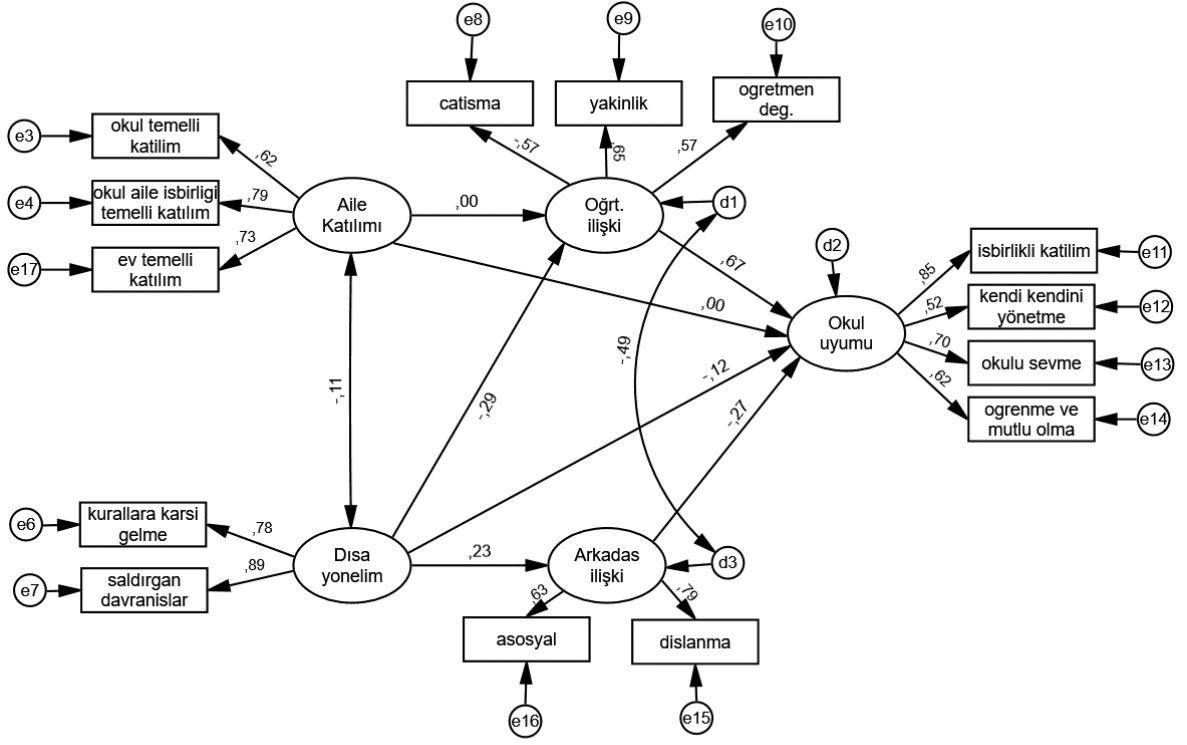 e8
e9
e10
catisma
yakinlik
ogretmen
deg.
e3
okul temelli
katilim
-,57
,65
,57
,62
e4
okul aile isbirligi
temelli katılım
,79
Aile
Katılımı
,00
Oğrt.
ilişki
d1
e17
ev temelli
katılım
,73
,67
d2
isbirlikli katilim
e11
,85
,00
Okul
uyumu
,52
kendi kendini
yönetme
e12
,70
okulu sevme
e13
,62
ogrenme ve
mutlu olma
e14
-,11
-,29
-,12
-,49
-,27
e6
kurallara karsi
gelme
,78
Dısa
yonelim
,23
Arkadas
ilişki
d3
e7
saldırgan
davranislar
,89
,63
,79
asosyal
dislanma
e16
e15